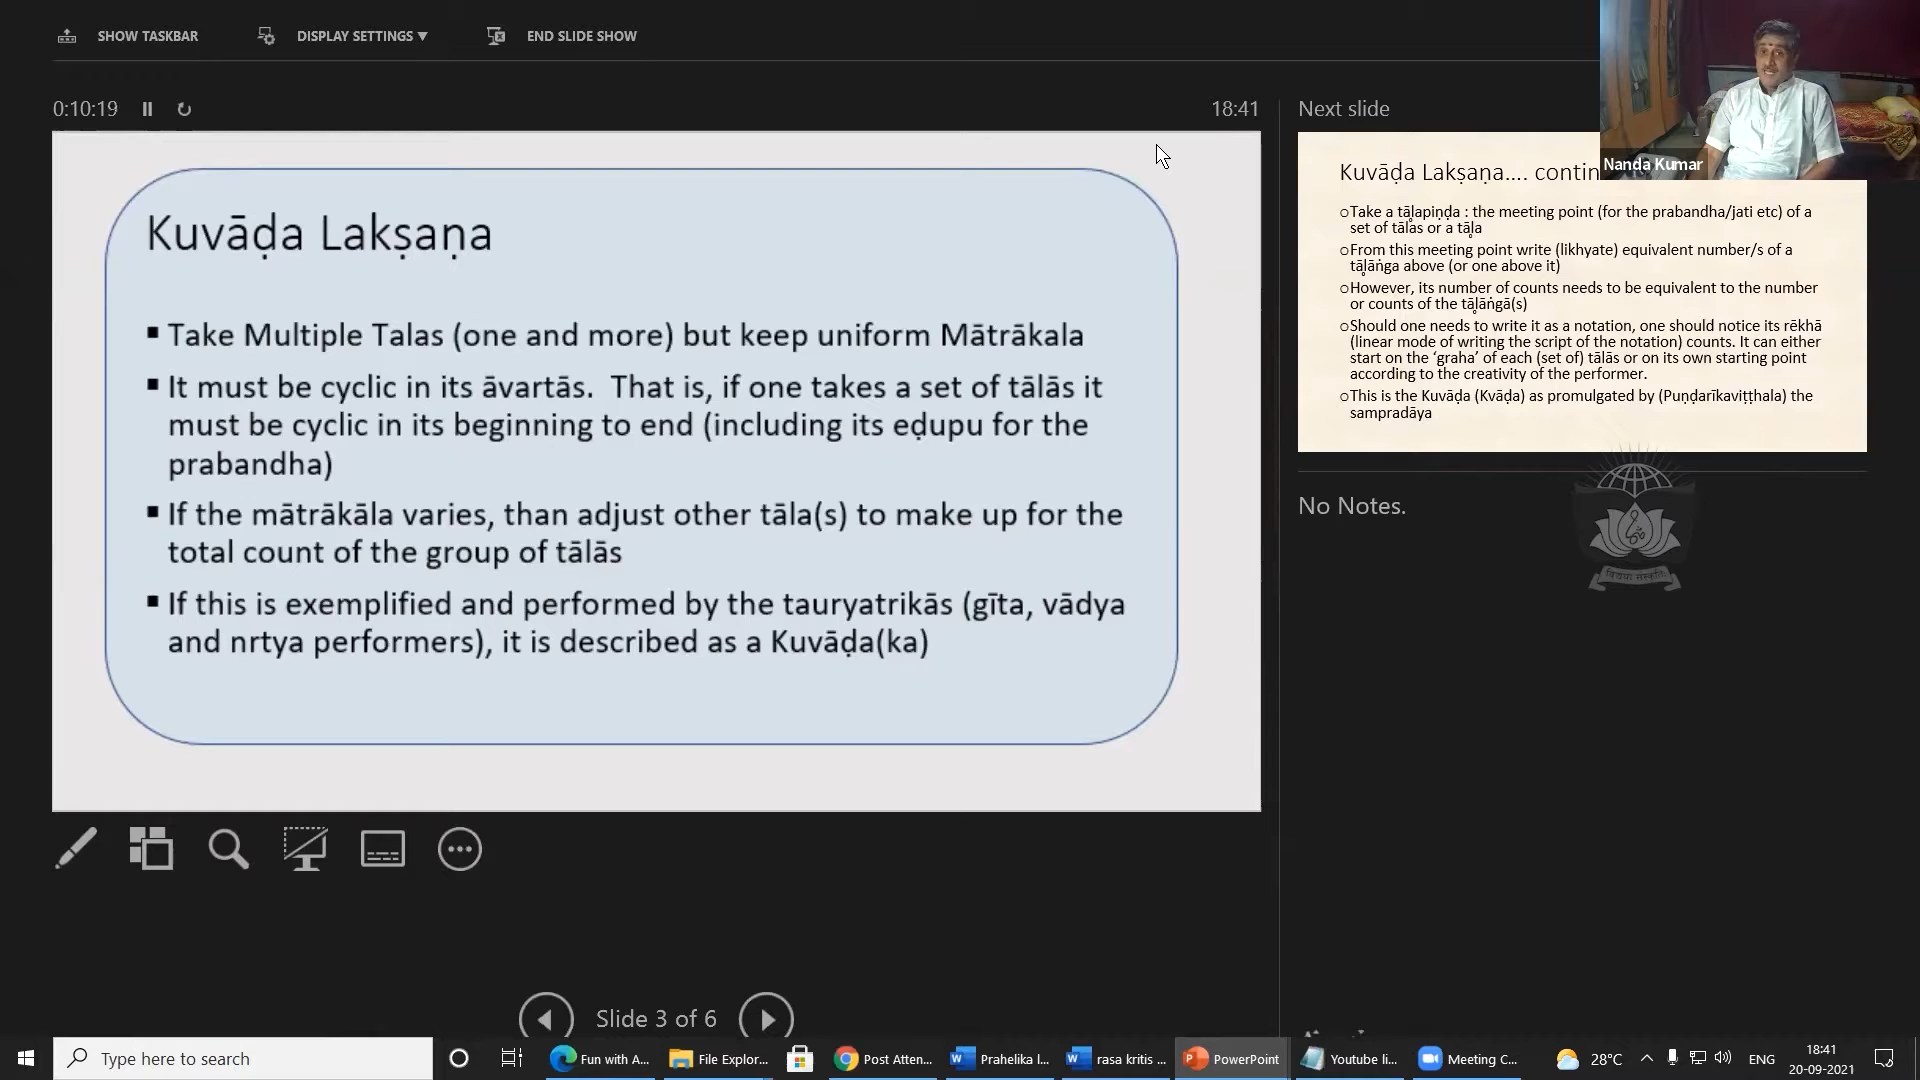 SHOW TASKBAR
DISPLAY SETTINGS
END SLIDE SHOW
0:10:19
18:41
Kuvāḍa Lakṣaṇa
▪ Take Multiple Talas (one and more) but keep uniform Mātrākala
▪ It must be cyclic in its āvartās. That is, if one takes a set of tālās it
must be cyclic in its beginning to end (including its eḍupu for the
prabandha)
▪ If the mātrākāla varies, than adjust other tāla(s) to make up for the
total count of the group of tālās
▪ If this is exemplified and performed by the tauryatrikās (gīta, vādya
and nrtya performers), it is described as a Kuvāḍa(ka)
Next slide
Nanda Kumar
Kuvāḍa Lakṣaṇa.... contin
○Take a tāḷapiṇḍa : the meeting point (for the prabandha/jati etc) of a
set of tālas or a tāḷa
○From this meeting point write (likhyate) equivalent number/s of a
tāḷāṅga above (or one above it)
○However, its number of counts needs to be equivalent to the number
or counts of the tāḷāṅgā(s)
○Should one needs to write it as a notation, one should notice its rēkhā
(linear mode of writing the script of the notation) counts. It can either
start on the ‘graha’ of each (set of) tālās or on its own starting point
according to the creativity of the performer.
○This is the Kuvāḍa (Kvāḍa) as promulgated by (Puṇḍarīkaviṭṭhala) the
sampradāya
No Notes.
Slide 3 of 6
Type here to search
Fun with A...
File Explor...
Post Atten...
Prahelika l...
rasa kritis ...
PowerPoint
Youtube li...
Meeting C...
28°C
ENG
18:41
20-09-2021